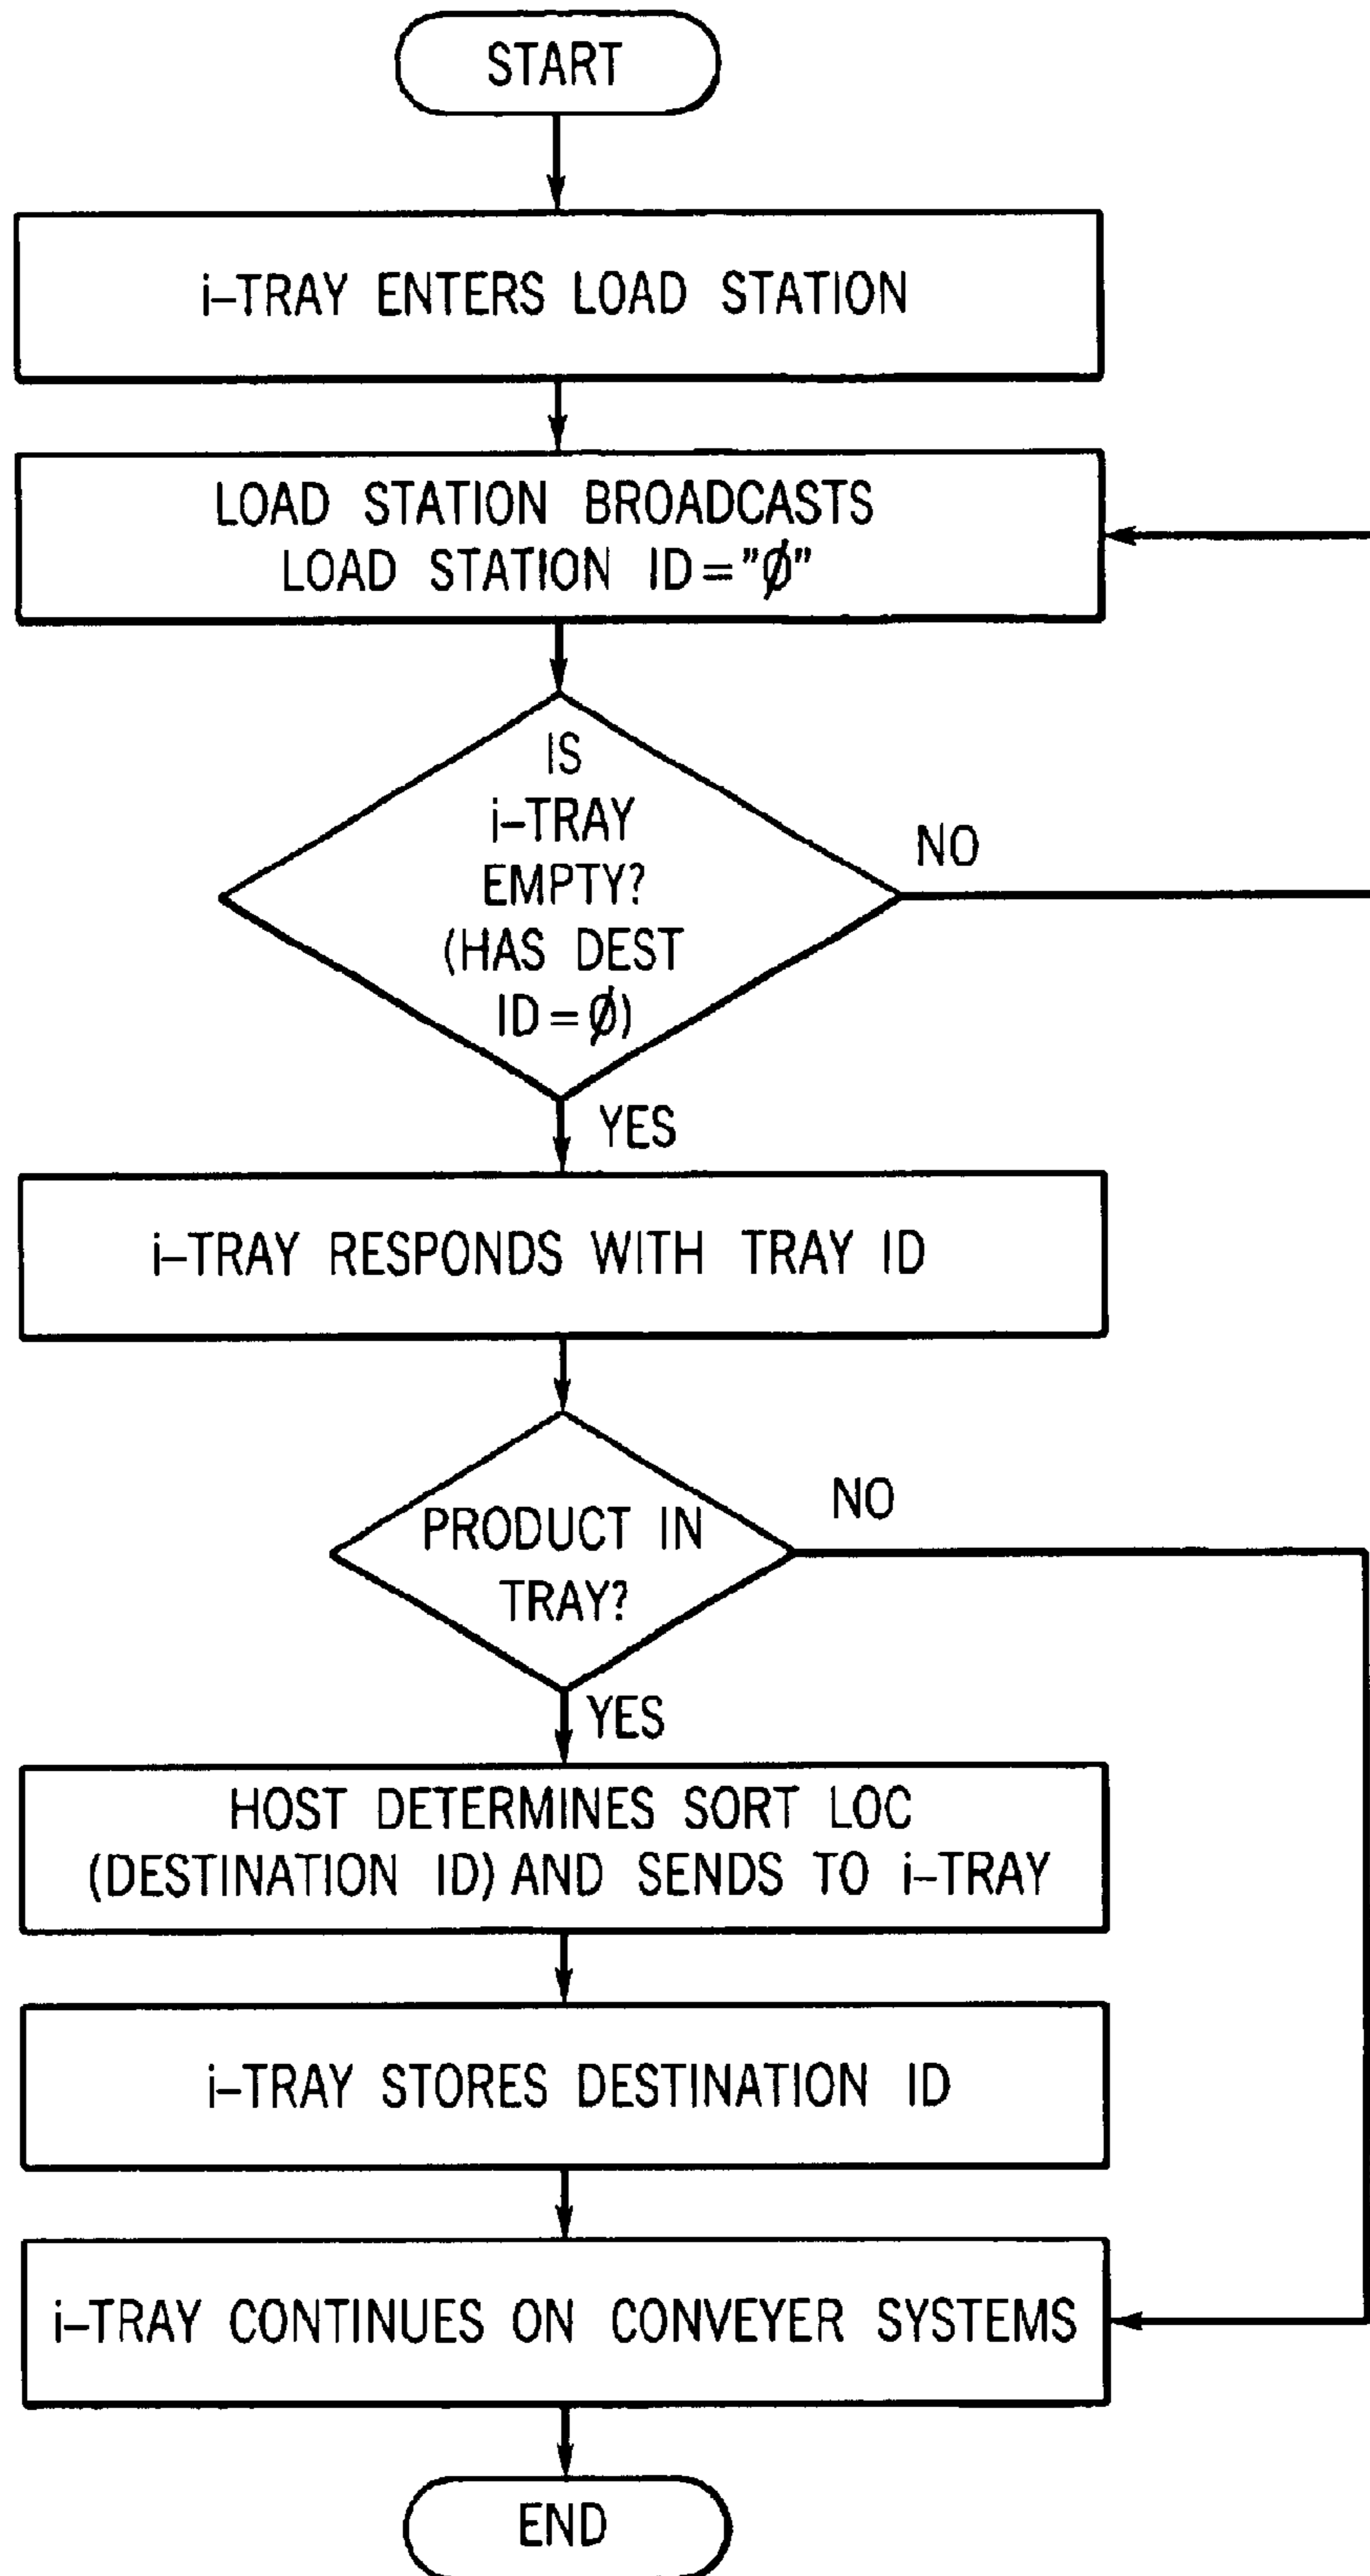 START
i–TRAY ENTERS LOAD STATION
LOAD STATION BROADCASTS
LOAD STATION ID="Ø"
IS
i–TRAY
EMPTY?
(HAS DEST
ID=Ø)
NO
YES
i–TRAY RESPONDS WITH TRAY ID
PRODUCT IN
TRAY?
NO
YES
HOST DETERMINES SORT LOC
(DESTINATION ID) AND SENDS TO i–TRAY
i–TRAY STORES DESTINATION ID
i–TRAY CONTINUES ON CONVEYER SYSTEMS
END